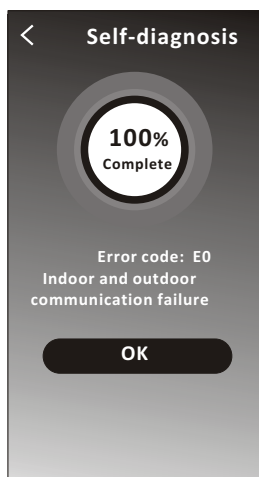 Self-diagnosis
100%
Complete
Error code: E0
Indoor and outdoor
communication failure
OK